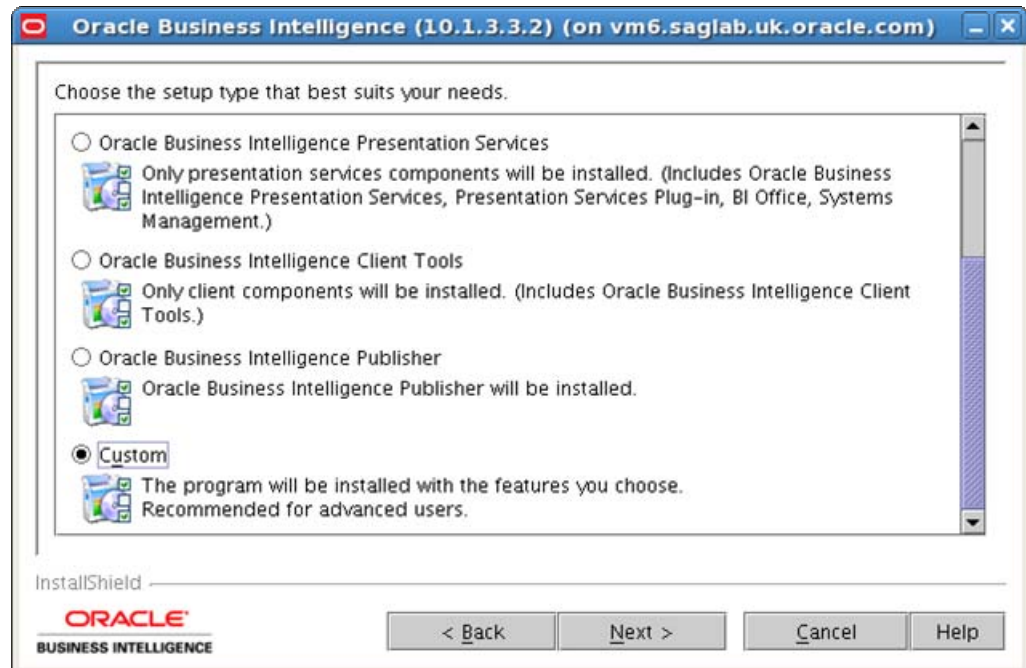 Oracle Business Intelligence (10.1.3.3.2) (on vm6.saglab.uk.oracle.com)
Choose the setup type that best suits your needs.
Oracle Business Intelligence Presentation Services
Only presentation services components will be installed. (Includes Oracle Business
Intelligence Presentation Services, Presentation Services Plug-in, BI Office, Systems
Management.)
Oracle Business Intelligence Client Tools
Only client components will be installed. (Includes Oracle Business Intelligence Client
Tools.)
Oracle Business Intelligence Publisher
Oracle Business Intelligence Publisher will be installed.
Custom
The program will be installed with the features you choose.
Recommended for advanced users.
InstallShield
ORACLE'
BUSINESS INTELLIGENCE
< Back
Next >
Cancel
Help